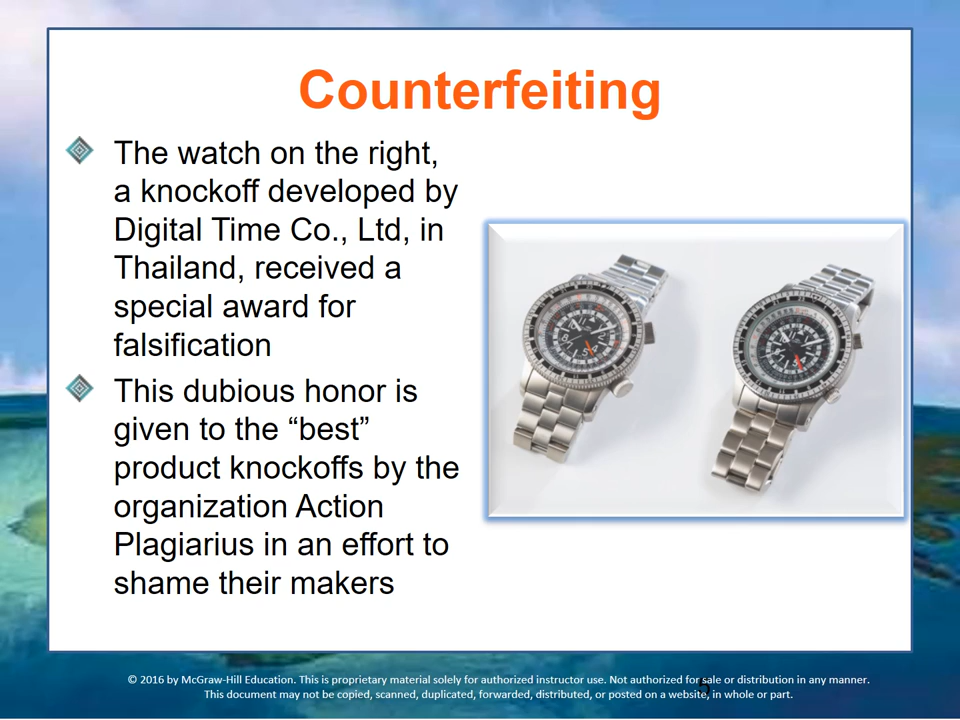 Counterfeiting
The watch on the right,
a knockoff developed by
Digital Time Co., Ltd, in
Thailand, received a
special award for
falsification
This dubious honor is
given to the “best”
product knockoffs by the
organization Action
Plagiarius in an effort to
shame their makers
© 2016 by McGraw-Hill Education. This is proprietary material solely for authorized instructor use. Not authorized for sale or distribution in any manner.
This document may not be copied, scanned, duplicated, forwarded, distributed, or posted on a website, in whole or part.
5